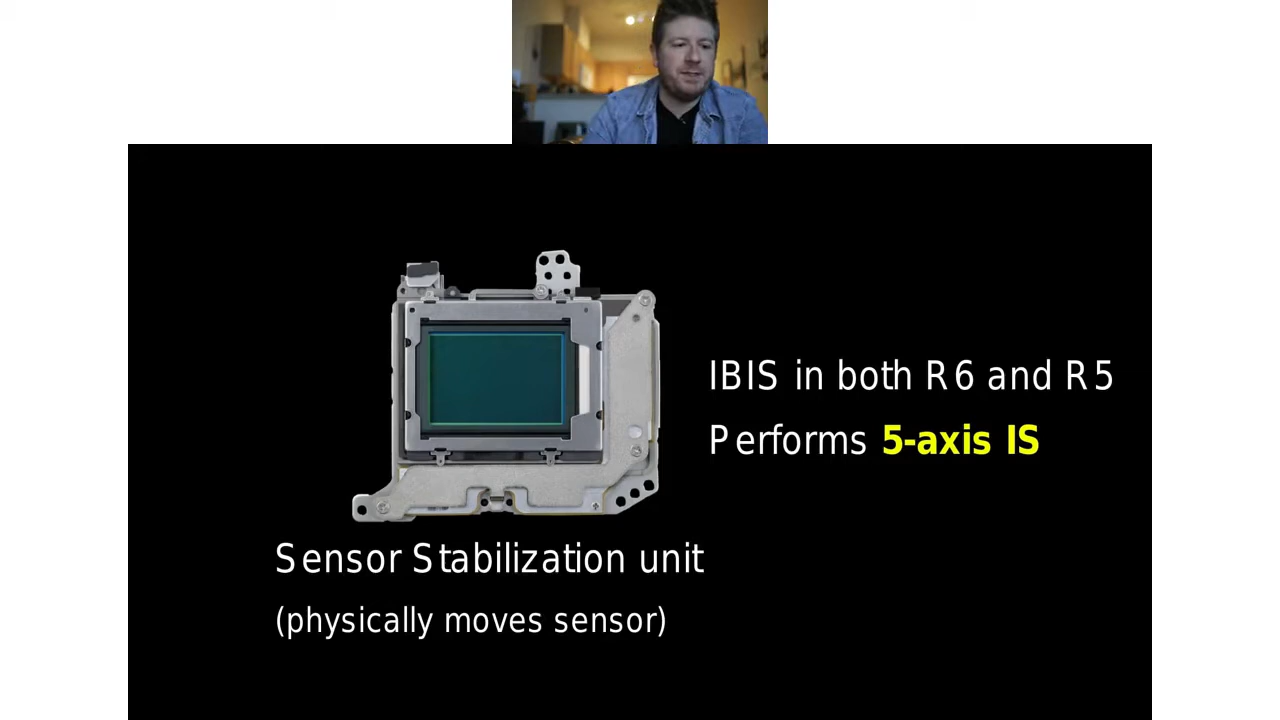 IBIS in both R6 and R5
Performs 5-axis IS
Sensor Stabilization unit
(physically moves sensor)